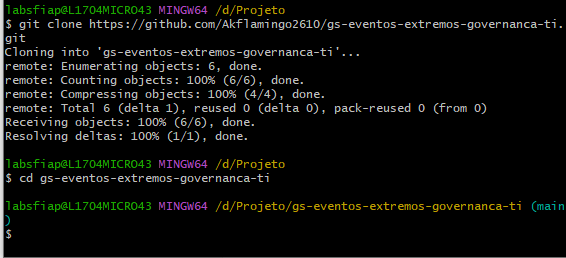 labsfiap@L1704MICRO43 MINGW64 /d/Projeto
$ git clone https://github.com/Akflamingo2610/gs-eventos-extremos-governanca-ti.
git
Cloning into 'gs-eventos-extremos-governanca-ti'...
remote: Enumerating objects: 6, done.
remote: Counting objects: 100% (6/6), done.
remote: Compressing objects: 100% (4/4), done.
remote: Total 6 (delta 1), reused 0 (delta 0), pack-reused 0 (from 0)
Receiving objects: 100% (6/6), done.
Resolving deltas: 100% (1/1), done.
labsfiap@L1704MICRO43 MINGW64 /d/Projeto
$ cd gs-eventos-extremos-governanca-ti
labsfiap@L1704MICRO43 MINGW64 /d/Projeto/gs-eventos-extremos-governanca-ti (main
)
$